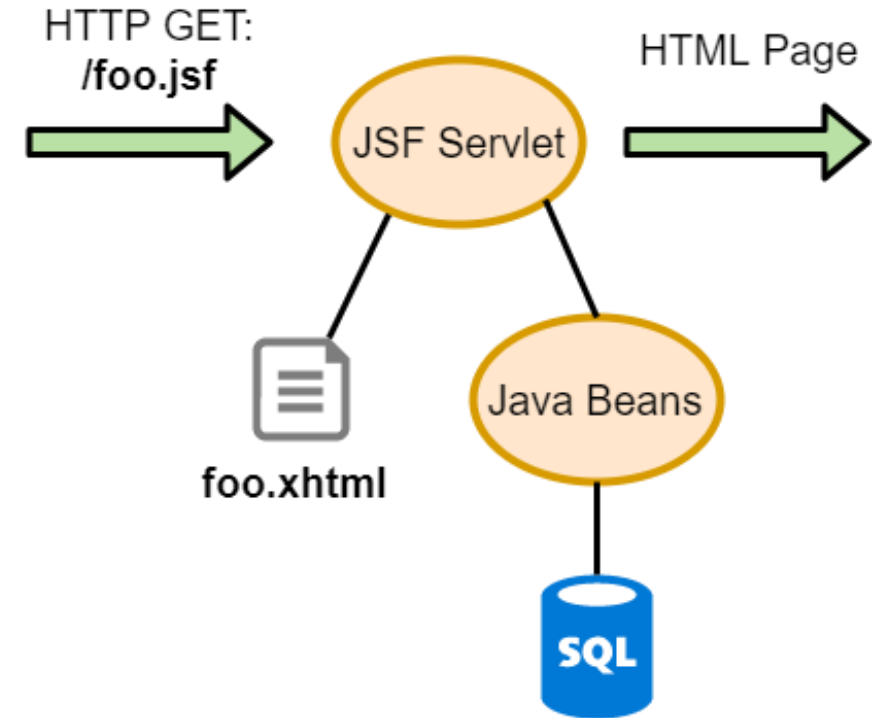 HTTP GET:
/foo.jsf
HTML Page
JSF Servlet
Java Beans
foo.xhtml
SQL